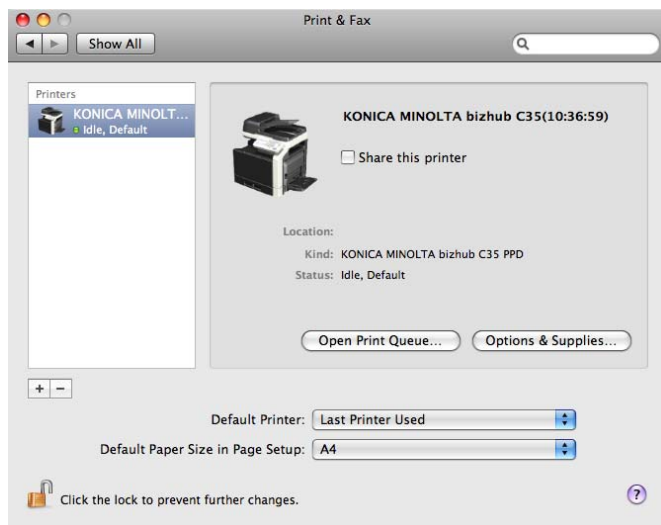 Print & Fax
Show All
Printers
KONICA MINOLT...
Idle, Default
KONICA MINOLTA bizhub C35(10:36:59)
Share this printer
Location:
Kind: KONICA MINOLTA bizhub C35 PPD
Status: Idle, Default
Open Print Queue... Options & Supplies...
+ −
Default Printer: Last Printer Used
Default Paper Size in Page Setup: A4
Click the lock to prevent further changes. ?